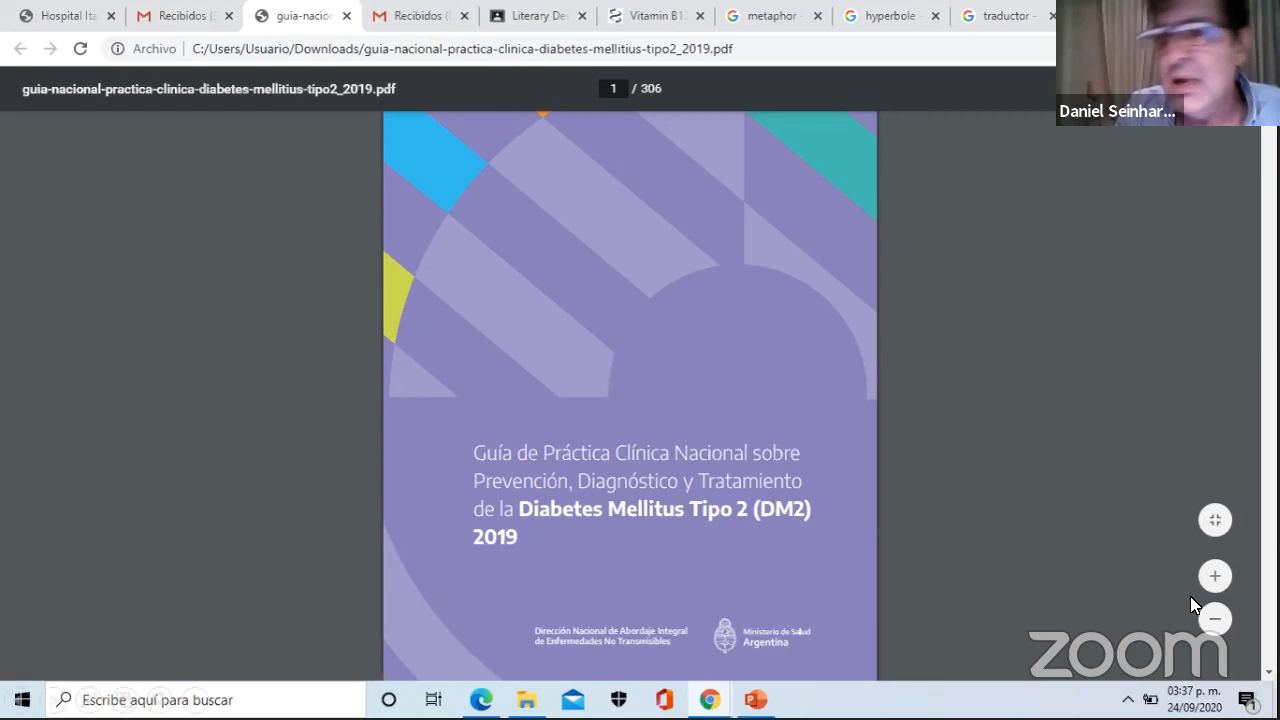 Hospital Ita
Recibidos (
guia-nacio
Recibidos (
Literary De
Vitamin B1
metaphor -
hyperbole -
traductor -
Archivo
C:/Users/Usuario/Downloads/guia-nacional-practica-clinica-diabetes-mellitius-tipo2_2019.pdf
guia-nacional-practica-clinica-diabetes-mellitius-tipo2_2019.pdf
1 / 306
Daniel Seinhar...
Guía de Práctica Clínica Nacional sobre
Prevención, Diagnóstico y Tratamiento
de la Diabetes Mellitus Tipo 2 (DM2)
2019
Dirección Nacional de Abordaje Integral
de Enfermedades No Transmisibles
Ministerio de Salud
Argentina
zoom
Escribe aquí para buscar
03:37 p. m.
24/09/2020
1